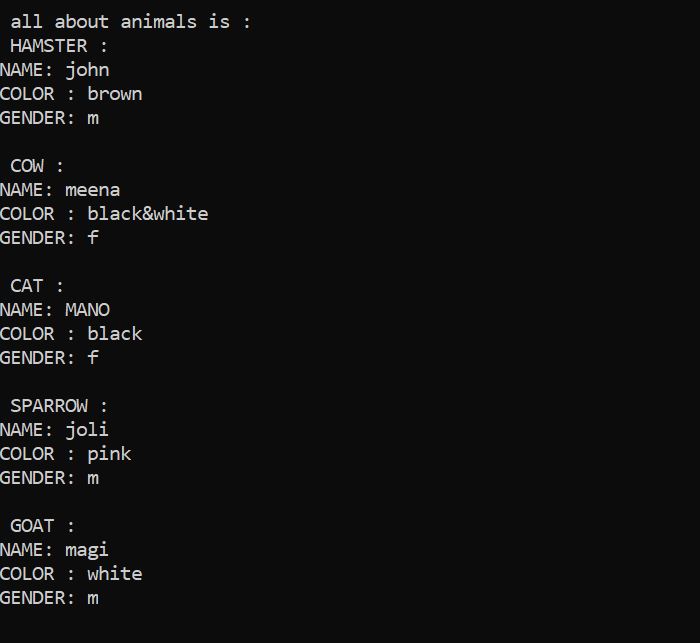 all about animals is :
HAMSTER :
NAME: john
COLOR : brown
GENDER: m
COW :
NAME: meena
COLOR : black&white
GENDER: f
CAT :
NAME: MANO
COLOR : black
GENDER: f
SPARROW :
NAME: joli
COLOR : pink
GENDER: m
GOAT :
NAME: magi
COLOR : white
GENDER: m